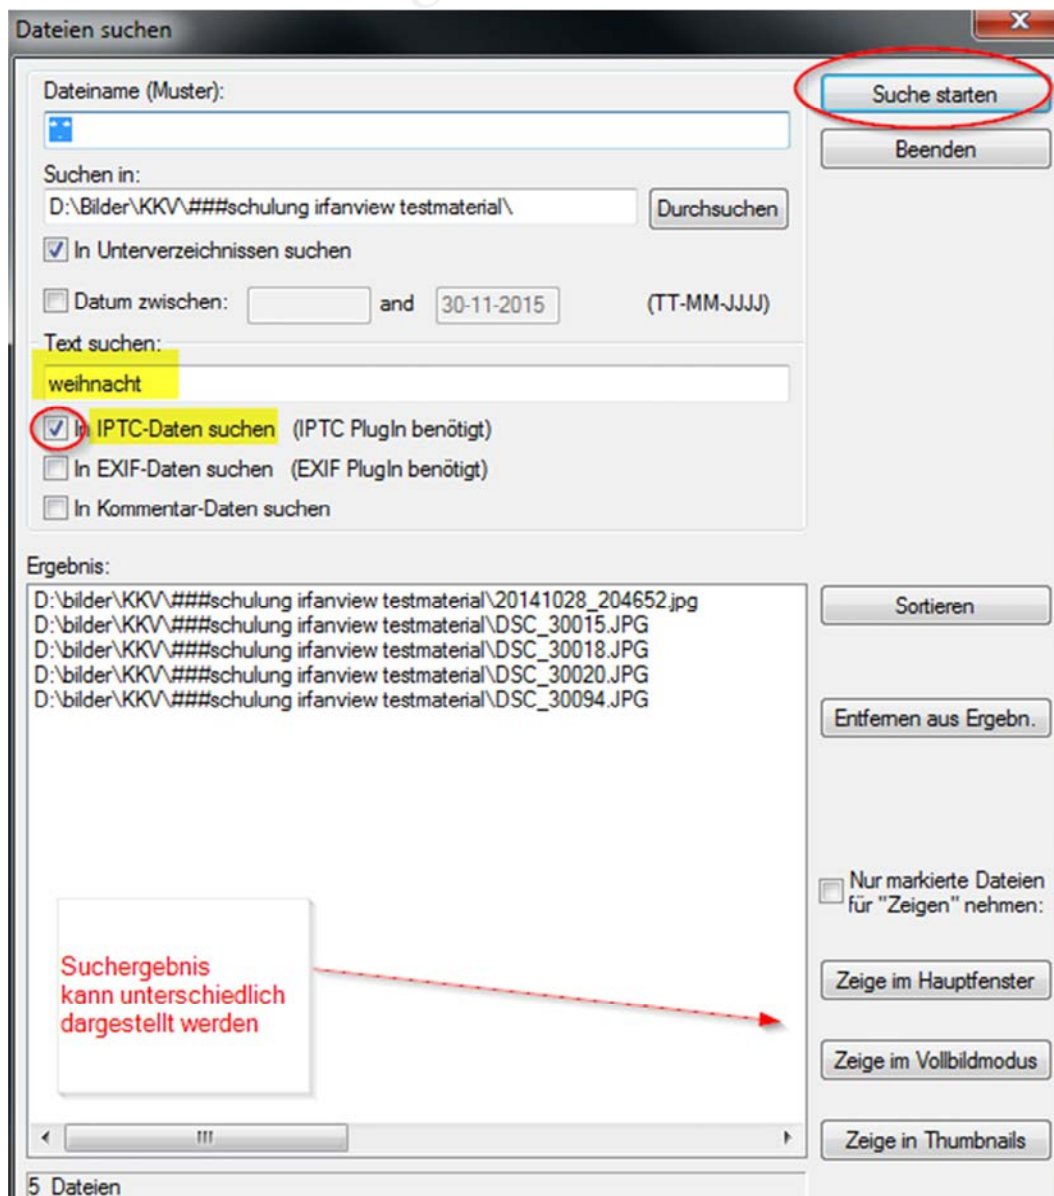 Dateien suchen
Dateiname (Muster):
*.*
Suche starten
Beenden
Suchen in:
D:\Bilder\KKV\###schulung irfanview testmaterial\
Durchsuchen
In Unterverzeichnissen suchen
Datum zwischen: and 30-11-2015 (TT-MM-JJJJ)
Text suchen:
weihnacht
In IPTC-Daten suchen (IPTC PlugIn benötigt)
In EXIF-Daten suchen (EXIF PlugIn benötigt)
In Kommentar-Daten suchen
Ergebnis:
D:\bilder\KKV\###schulung irfanview testmaterial\20141028_204652.jpg
D:\bilder\KKV\###schulung irfanview testmaterial\DSC_30015.JPG
D:\bilder\KKV\###schulung irfanview testmaterial\DSC_30018.JPG
D:\bilder\KKV\###schulung irfanview testmaterial\DSC_30020.JPG
D:\bilder\KKV\###schulung irfanview testmaterial\DSC_30094.JPG
Sortieren
Entfernen aus Ergebn.
Nur markierte Dateien
für "Zeigen" nehmen:
Suchergebnis
kann unterschiedlich
dargestellt werden
Zeige im Hauptfenster
Zeige im Vollbildmodus
Zeige in Thumbnails
5 Dateien